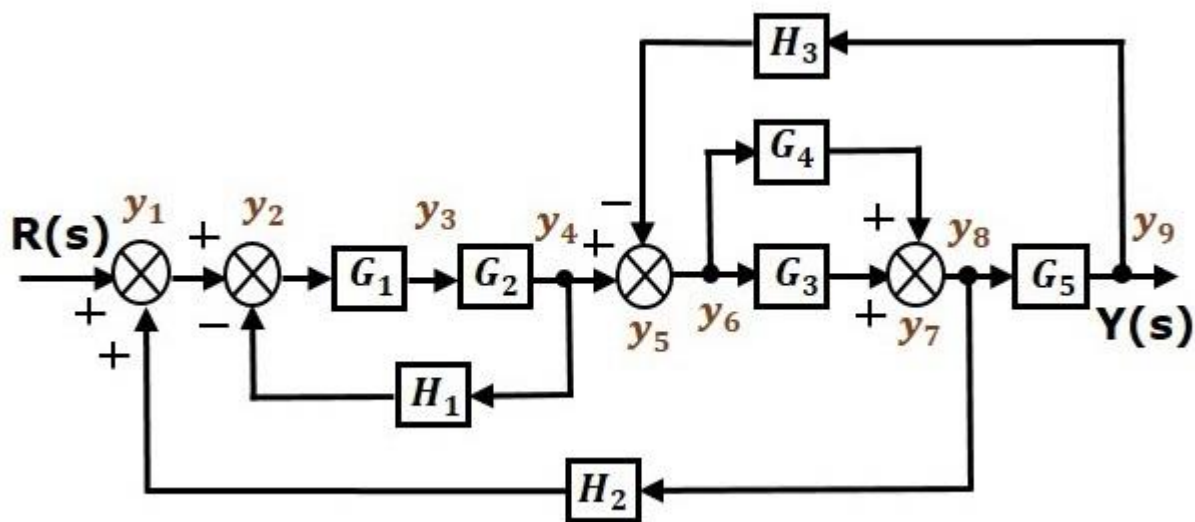 H₃
G₄
R(s) y₁ + y₂ y₃ y₄ + − + y₈ y₉
G₁ G₂ G₃ G₅
+ − y₅ y₆ + y₇ Y(s)
+
H₁
H₂